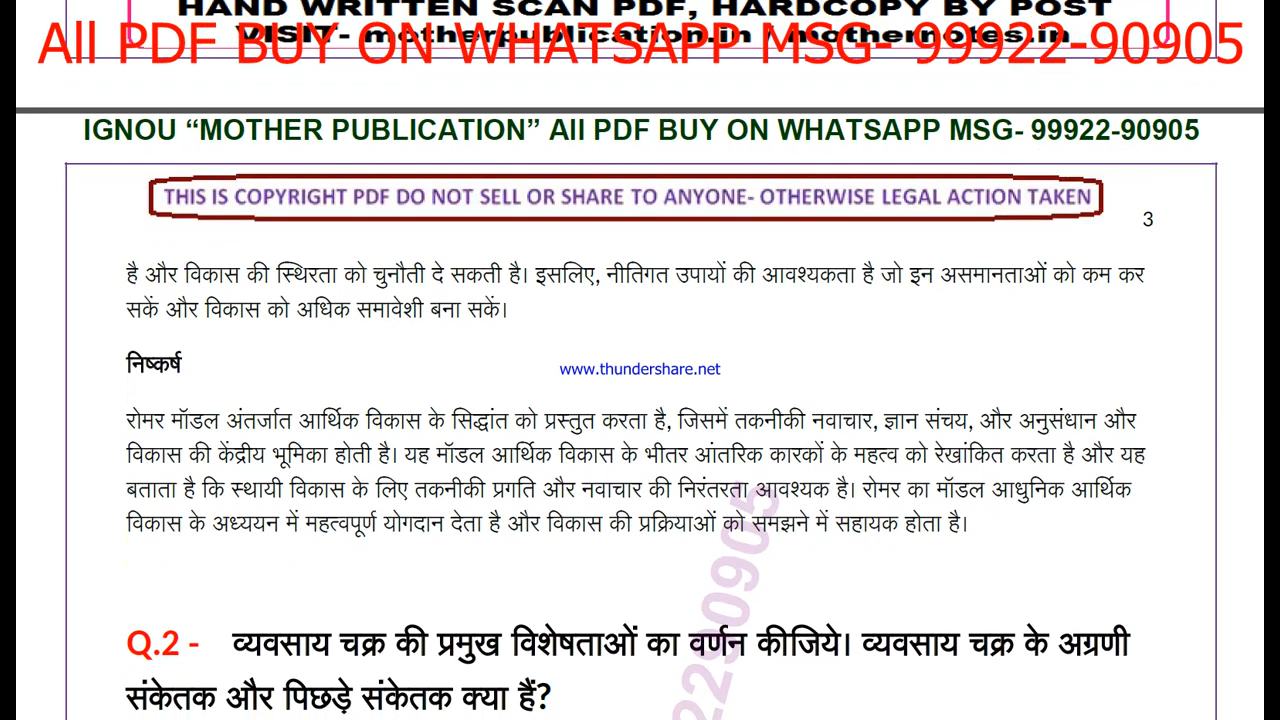 HAND WRITTEN SCAN PDF, HARDCOPY BY POST
VISIT- motherpublication.in / mothernotes.in
All PDF BUY ON WHATSAPP MSG- 99922-90905
IGNOU “MOTHER PUBLICATION” All PDF BUY ON WHATSAPP MSG- 99922-90905
THIS IS COPYRIGHT PDF DO NOT SELL OR SHARE TO ANYONE- OTHERWISE LEGAL ACTION TAKEN
3
है और विकास की स्थिरता को चुनौती दे सकती है। इसलिए, नीतिगत उपायों की आवश्यकता है जो इन असमानताओं को कम कर
सकें और विकास को अधिक समावेशी बना सकें।
निष्कर्ष
www.thundershare.net
रोमर मॉडल अंतर्जात आर्थिक विकास के सिद्धांत को प्रस्तुत करता है, जिसमें तकनीकी नवाचार, ज्ञान संचय, और अनुसंधान और
विकास की केंद्रीय भूमिका होती है। यह मॉडल आर्थिक विकास के भीतर आंतरिक कारकों के महत्व को रेखांकित करता है और यह
बताता है कि स्थायी विकास के लिए तकनीकी प्रगति और नवाचार की निरंतरता आवश्यक है। रोमर का मॉडल आधुनिक आर्थिक
विकास के अध्ययन में महत्वपूर्ण योगदान देता है और विकास की प्रक्रियाओं को समझने में सहायक होता है।
2290905
Q.2 - व्यवसाय चक्र की प्रमुख विशेषताओं का वर्णन कीजिये। व्यवसाय चक्र के अग्रणी
संकेतक और पिछड़े संकेतक क्या हैं?